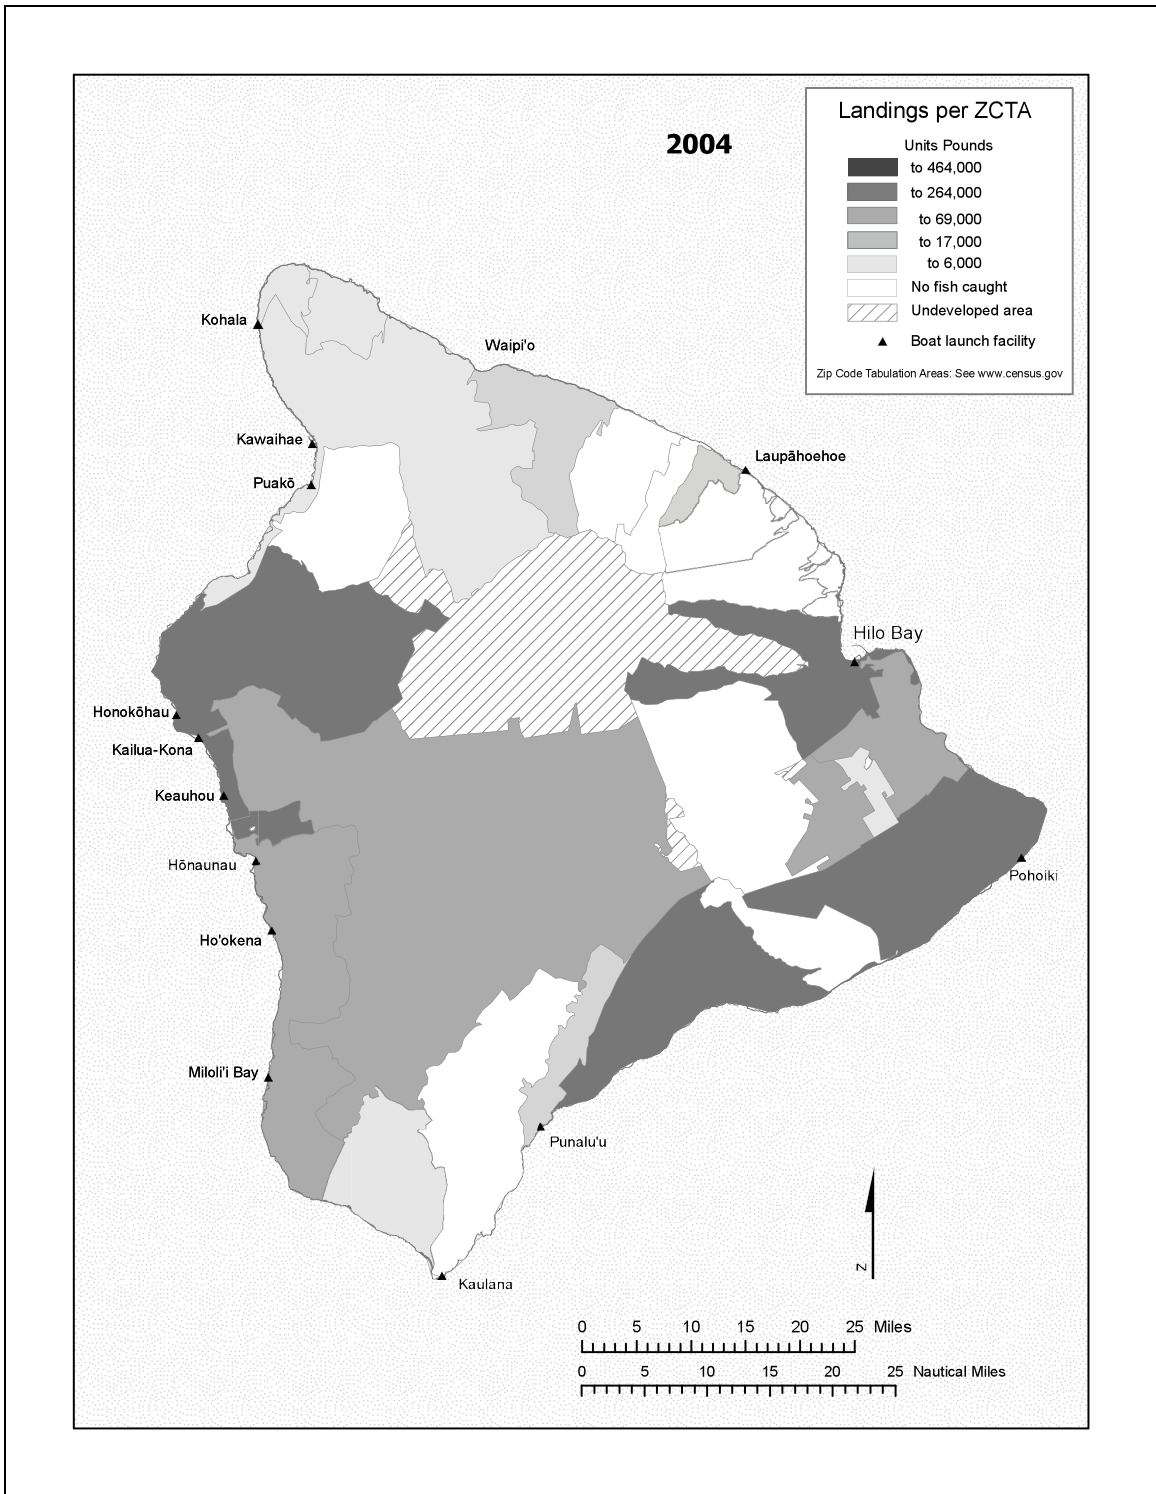 Landings per ZCTA
2004
Units Pounds
to 464,000
to 264,000
to 69,000
to 17,000
to 6,000
No fish caught
Undeveloped area
Boat launch facility
Zip Code Tabulation Areas: See www.census.gov
Kohala
Waipi'o
Kawaihae
Laupāhoehoe
Puakō
Hilo Bay
Honokōhau
Kailua-Kona
Keauhou
Hōnaunau
Pohoiki
Ho'okena
Miloli'i Bay
Punalu'u
Z
Kaulana
0 5 10 15 20 25 Miles
0 5 10 15 20 25 Nautical Miles